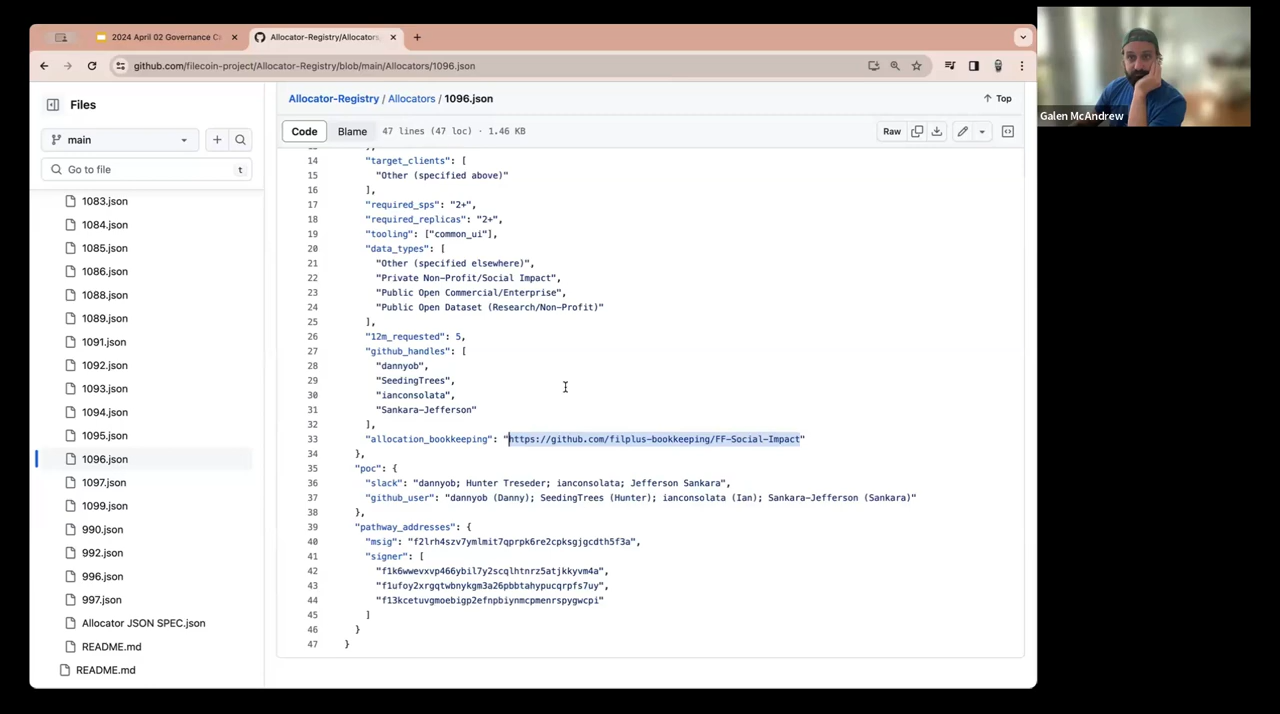 2024 April 02 Governance C
Allocator-Registry/Allocators
github.com/filecoin-project/Allocator-Registry/blob/main/Allocators/1096.json
Files
main
Go to file
t
1083.json
1084.json
1085.json
1086.json
1088.json
1089.json
1091.json
1092.json
1093.json
1094.json
1095.json
1096.json
1097.json
1099.json
990.json
992.json
996.json
997.json
Allocator JSON SPEC.json
README.md
README.md
Allocator-Registry / Allocators / 1096.json
Top
Code Blame 47 lines (47 loc) · 1.46 KB
Raw
14 "target_clients": [
15 "Other (specified above)"
16 ],
17 "required_sps": "2+",
18 "required_replicas": "2+",
19 "tooling": ["common_ui"],
20 "data_types": [
21 "Other (specified elsewhere)",
22 "Private Non-Profit/Social Impact",
23 "Public Open Commercial/Enterprise",
24 "Public Open Dataset (Research/Non-Profit)"
25 ],
26 "12m_requested": 5,
27 "github_handles": [
28 "dannyob",
29 "SeedingTrees",
30 "ianconsolata",
31 "Sankara-Jefferson"
32 ],
33 "allocation_bookkeeping": "https://github.com/filplus-bookkeeping/FF-Social-Impact"
34 },
35 "poc": {
36 "slack": "dannyob; Hunter Treseder; ianconsolata; Jefferson Sankara",
37 "github_user": "dannyob (Danny); SeedingTrees (Hunter); ianconsolata (Ian); Sankara-Jefferson (Sankara)"
38 },
39 "pathway_addresses": {
40 "msig": "f2lrh4szv7ymlmit7qprpk6re2cpksgjgcdth5f3a",
41 "signer": [
42 "f1k6wwevxvp466ybil7y2scqlhtnrz5atjkkyvm4a",
43 "f1ufoy2xrgqtwbnykgm3a26pbbtahypucqrpfs7uy",
44 "f13kcetuvgmoebigp2efnpbiynmcpmenrspygwcpi"
45 ]
46 }
47 }
Galen McAndrew